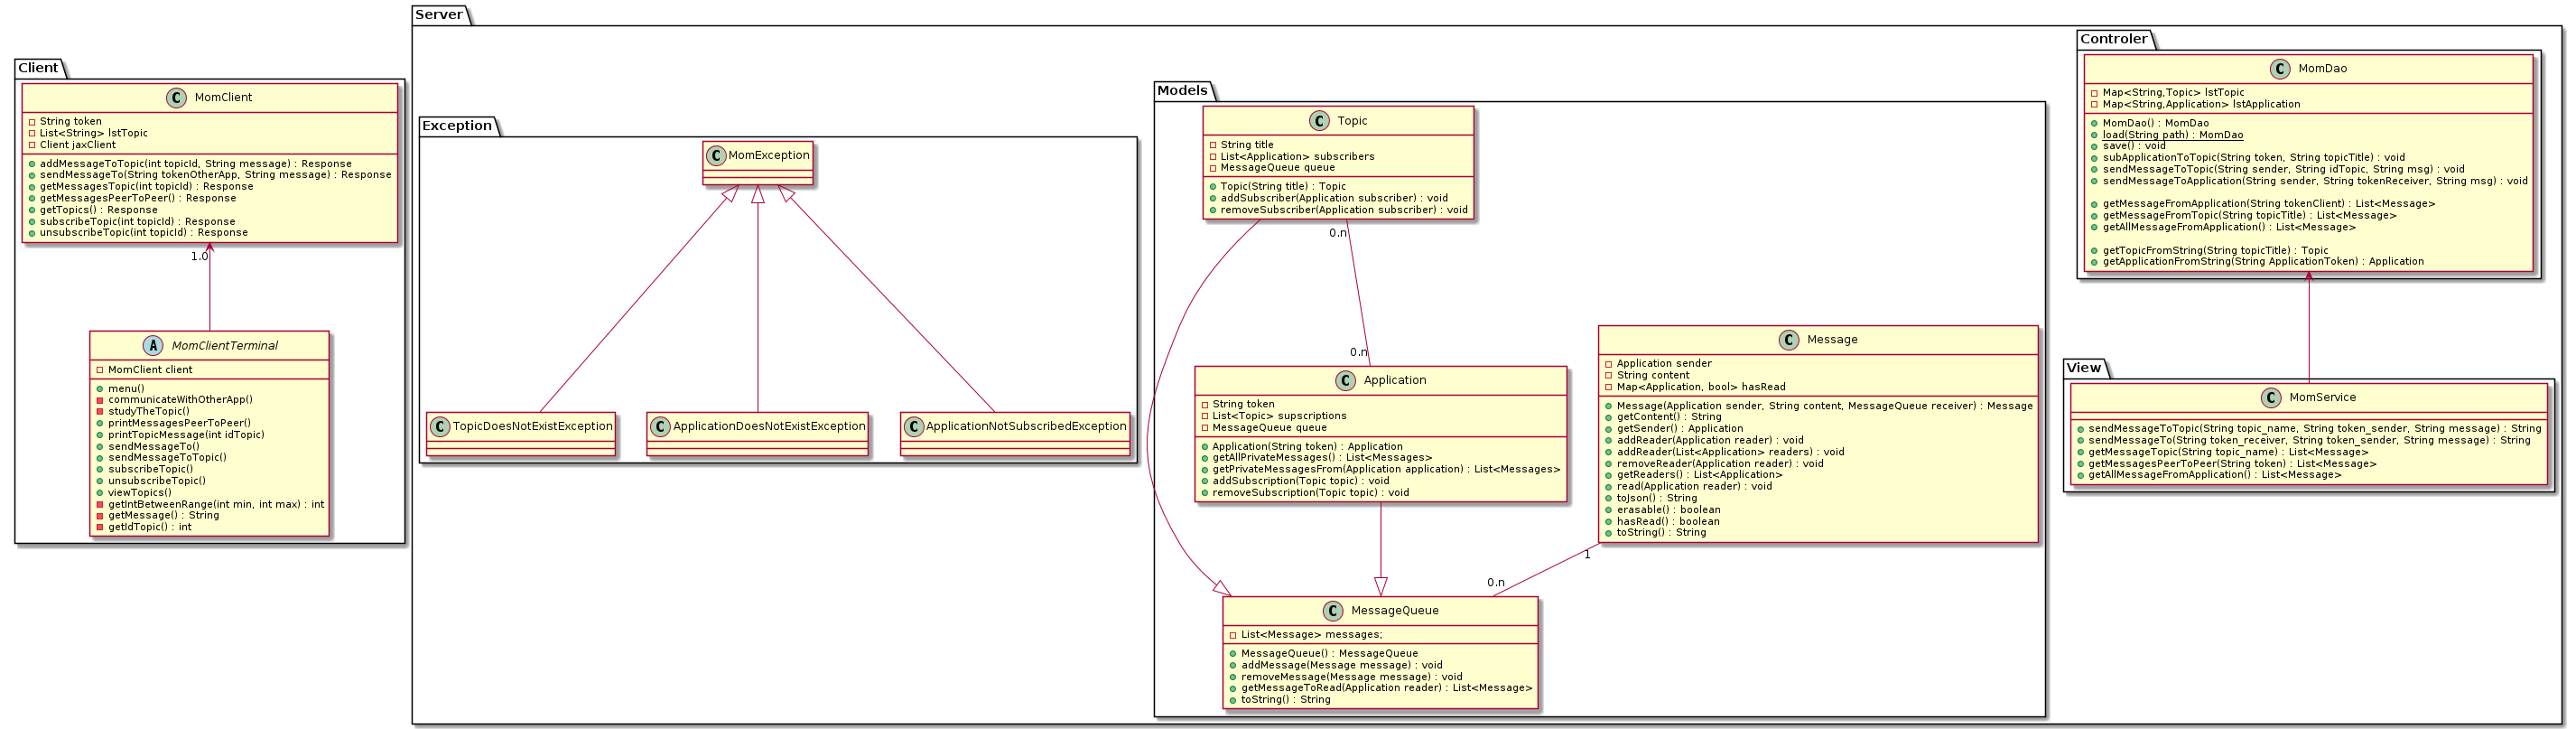 Client
C MomClient
String token
List<String> lstTopic
Client jaxClient
addMessageToTopic(int topicId, String message) : Response
sendMessageTo(String tokenOtherApp, String message) : Response
getMessagesTopic(int topicId) : Response
getMessagesPeerToPeer() : Response
getTopics() : Response
subscribeTopic(int topicId) : Response
unsubscribeTopic(int topicId) : Response
1.0
A MomClientTerminal
MomClient client
menu()
communicateWithOtherApp()
studyTheTopic()
printMessagesPeerToPeer()
printTopicMessage(int idTopic)
sendMessageTo()
sendMessageToTopic()
subscribeTopic()
unsubscribeTopic()
viewTopics()
getIntBetweenRange(int min, int max) : int
getMessage() : String
getIdTopic() : int
Server
Exception
C MomException
C TopicDoesNotExistException
C ApplicationDoesNotExistException
C ApplicationNotSubscribedException
Models
C Topic
String title
List<Application> subscribers
MessageQueue queue
Topic(String title) : Topic
addSubscriber(Application subscriber) : void
removeSubscriber(Application subscriber) : void
0.n
0.n
C Application
String token
List<Topic> supscriptions
MessageQueue queue
Application(String token) : Application
getAllPrivateMessages() : List<Messages>
getPrivateMessagesFrom(Application application) : List<Messages>
addSubscription(Topic topic) : void
removeSubscription(Topic topic) : void
C Message
Application sender
String content
Map<Application, bool> hasRead
Message(Application sender, String content, MessageQueue receiver) : Message
getContent() : String
getSender() : Application
addReader(Application reader) : void
addReader(List<Application> readers) : void
removeReader(Application reader) : void
getReaders() : List<Application>
read(Application reader) : void
toJson() : String
erasable() : boolean
hasRead() : boolean
toString() : String
1
0.n
C MessageQueue
List<Message> messages;
MessageQueue() : MessageQueue
addMessage(Message message) : void
removeMessage(Message message) : void
getMessageToRead(Application reader) : List<Message>
toString() : String
Controler
C MomDao
Map<String,Topic> lstTopic
Map<String,Application> lstApplication
MomDao() : MomDao
load(String path) : MomDao
save() : void
subApplicationToTopic(String token, String topicTitle) : void
sendMessageToTopic(String sender, String idTopic, String msg) : void
sendMessageToApplication(String sender, String tokenReceiver, String msg) : void
getMessageFromApplication(String tokenClient) : List<Message>
getMessageFromTopic(String topicTitle) : List<Message>
getAllMessageFromApplication() : List<Message>
getTopicFromString(String topicTitle) : Topic
getApplicationFromString(String ApplicationToken) : Application
View
C MomService
sendMessageToTopic(String topic_name, String token_sender, String message) : String
sendMessageTo(String token_receiver, String token_sender, String message) : String
getMessageTopic(String topic_name) : List<Message>
getMessagesPeerToPeer(String token) : List<Message>
getAllMessageFromApplication() : List<Message>